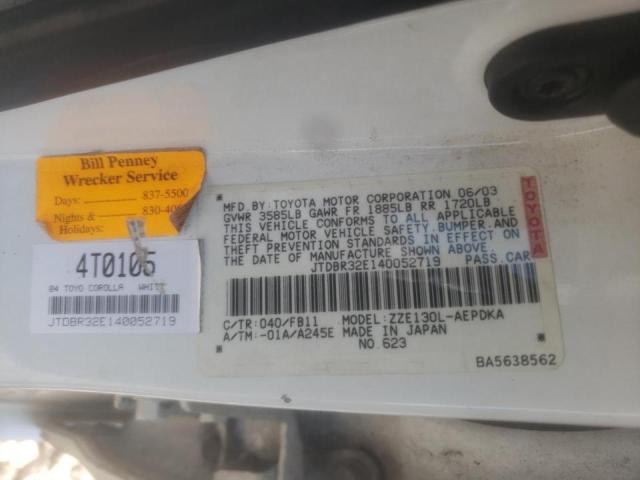 Bill Penney
Wrecker Service
Days: 837-5500
Nights &
Holidays: 830-40
4T0105
04 TOYO COROLLA WHIT
JTDBR32E140052719
MFD.BY: TOYOTA MOTOR CORPORATION 06/03
GVWR 3585LB GAWR FR 1885LB RR 1720LB
THIS VEHICLE CONFORMS TO ALL APPLICABLE
FEDERAL MOTOR VEHICLE SAFETY, BUMPER, AND
THEFT PREVENTION STANDARDS IN EFFECT ON
THE DATE OF MANUFACTURE SHOWN ABOVE.
JTDBR32E140052719 PASS.CAR
C/TR: 040/FB11 MODEL: ZZE130L-AEPDKA
A/TM: -01A/A245E MADE IN JAPAN
NO.623
BA5638562
TOYOTA